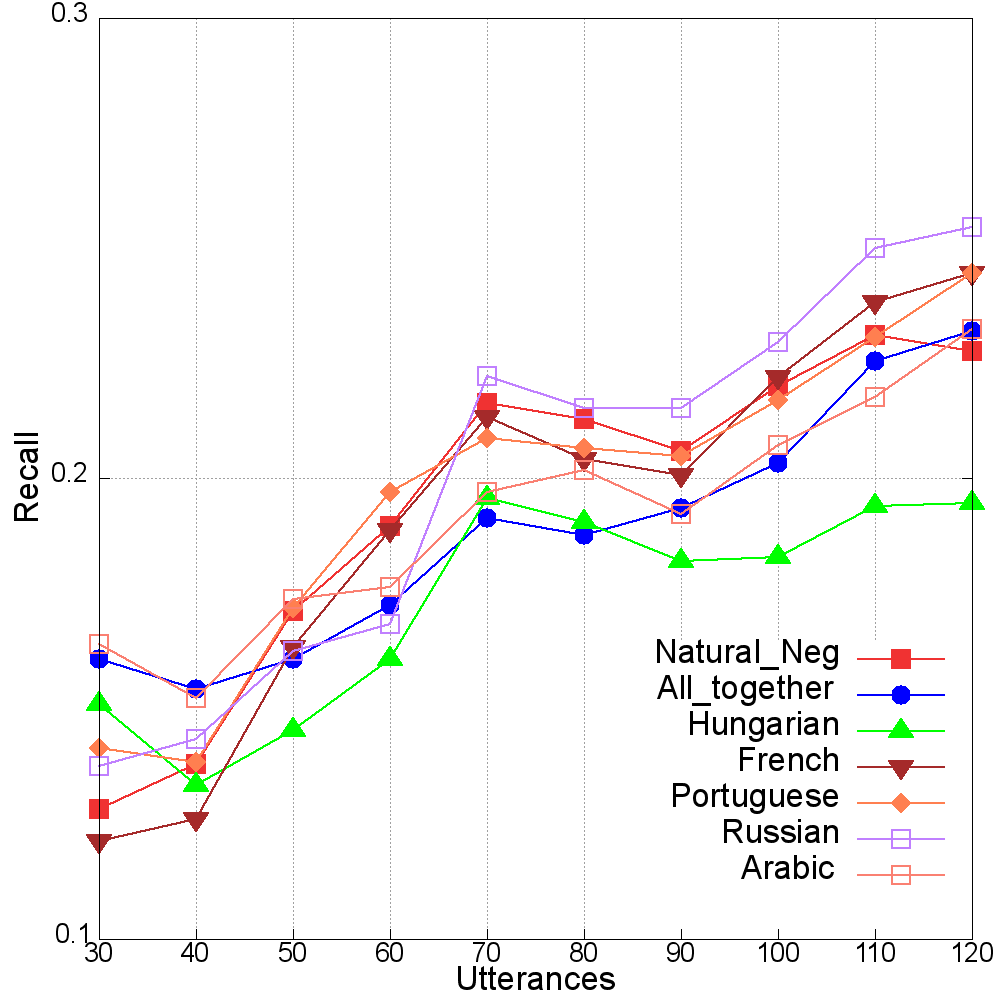 0.3
0.2
0.1
Recall
Natural_Neg
All_together
Hungarian
French
Portuguese
Russian
Arabic
30 40 50 60 70 80 90 100 110 120
Utterances